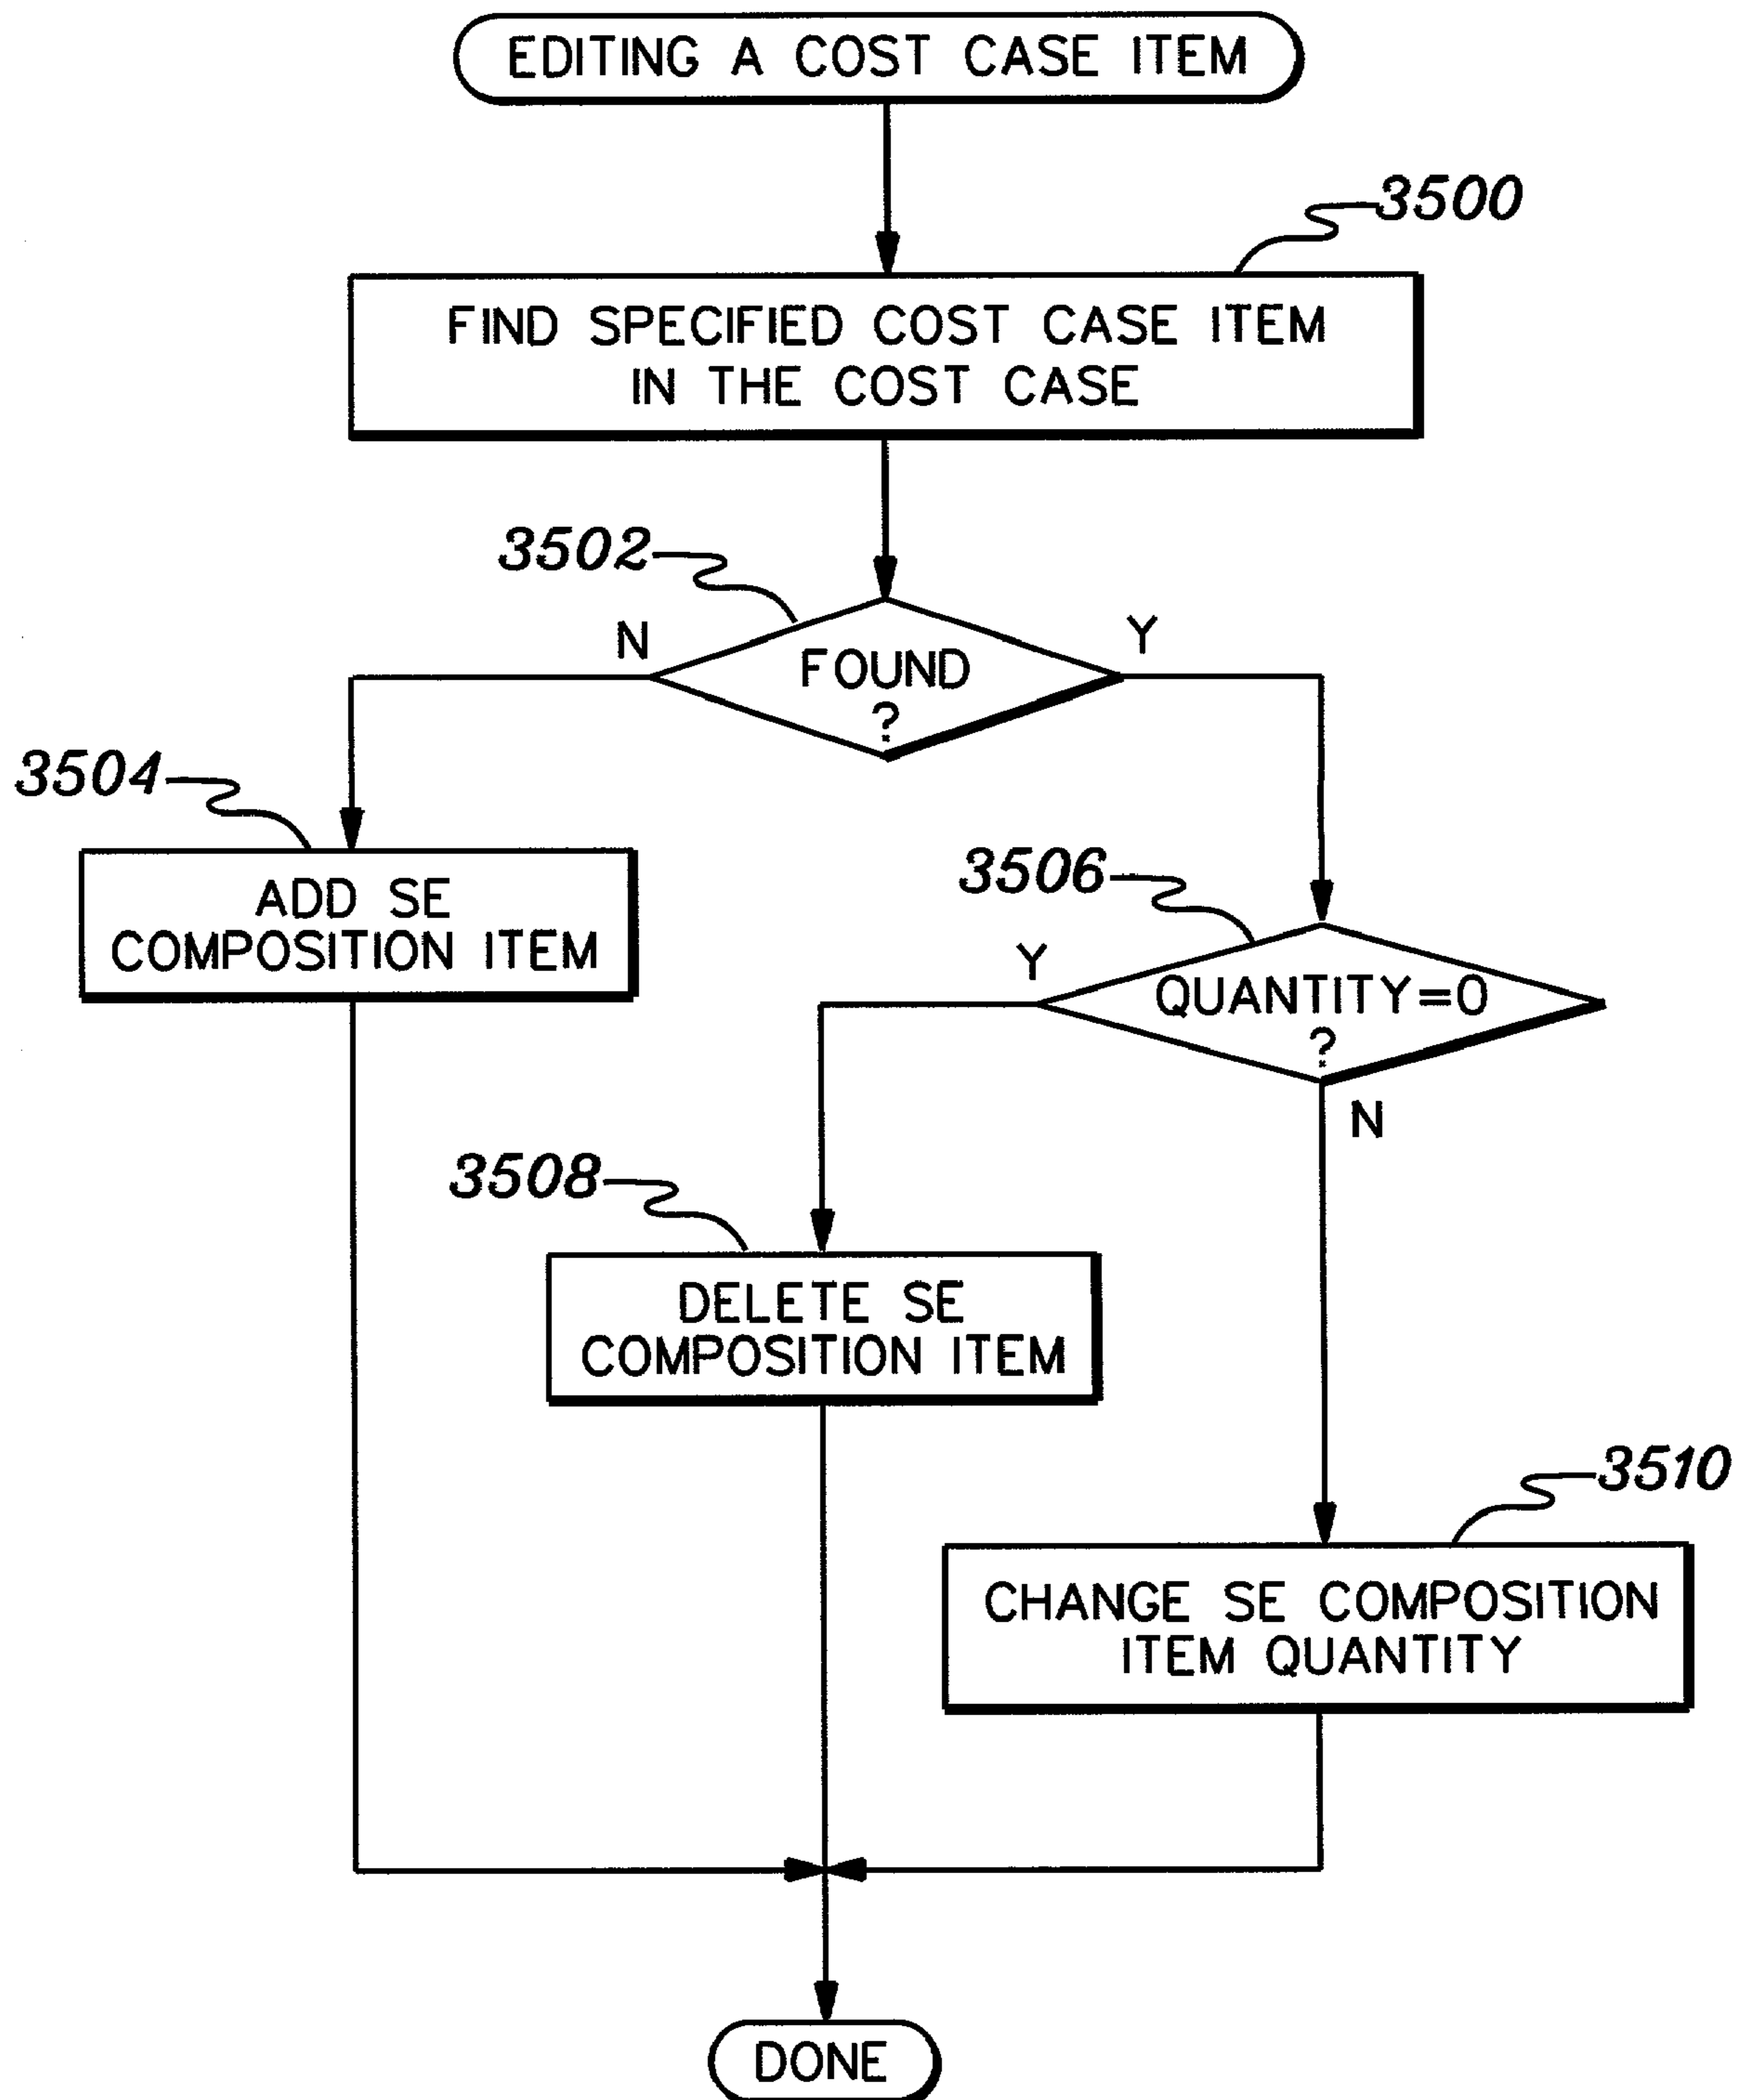 EDITING A COST CASE ITEM
3500
FIND SPECIFIED COST CASE ITEM
IN THE COST CASE
3502
N
Y
FOUND
?
3504
ADD SE
COMPOSITION ITEM
3506
Y
QUANTITY=0
?
N
3508
DELETE SE
COMPOSITION ITEM
3510
CHANGE SE COMPOSITION
ITEM QUANTITY
DONE